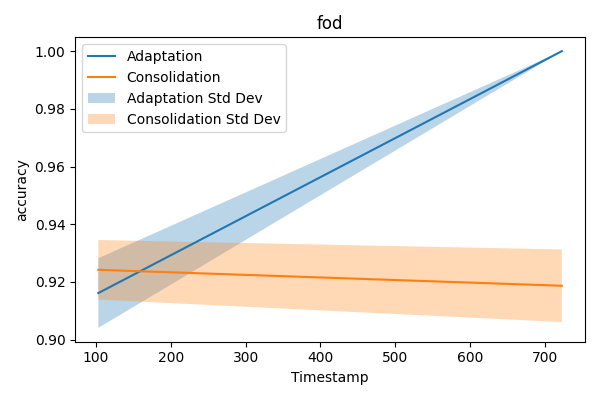 fod
Adaptation
Consolidation
Adaptation Std Dev
Consolidation Std Dev
accuracy
1.00
0.98
0.96
0.94
0.92
0.90
100 200 300 400 500 600 700
Timestamp